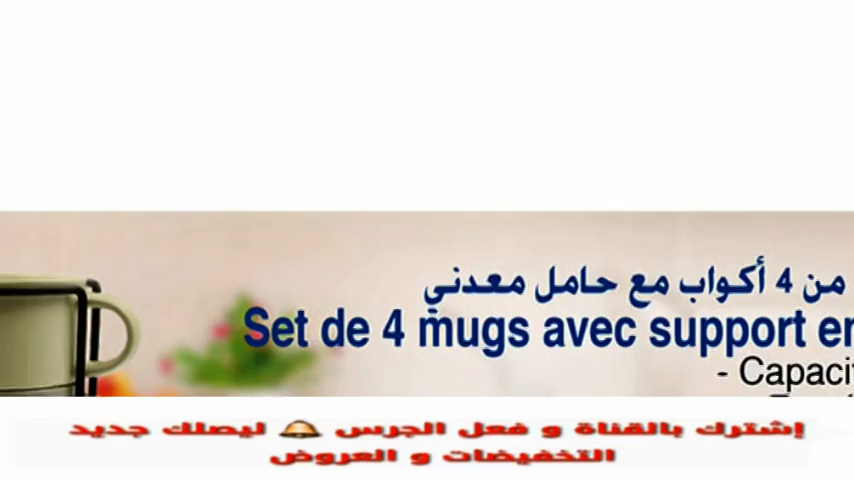 من 4 أكواب مع حامل معدني
Set de 4 mugs avec support en
- Capaci
إشترك بالقناة و فعل الجرس 🔔 ليصلك جديد
التخفيضات و العروض